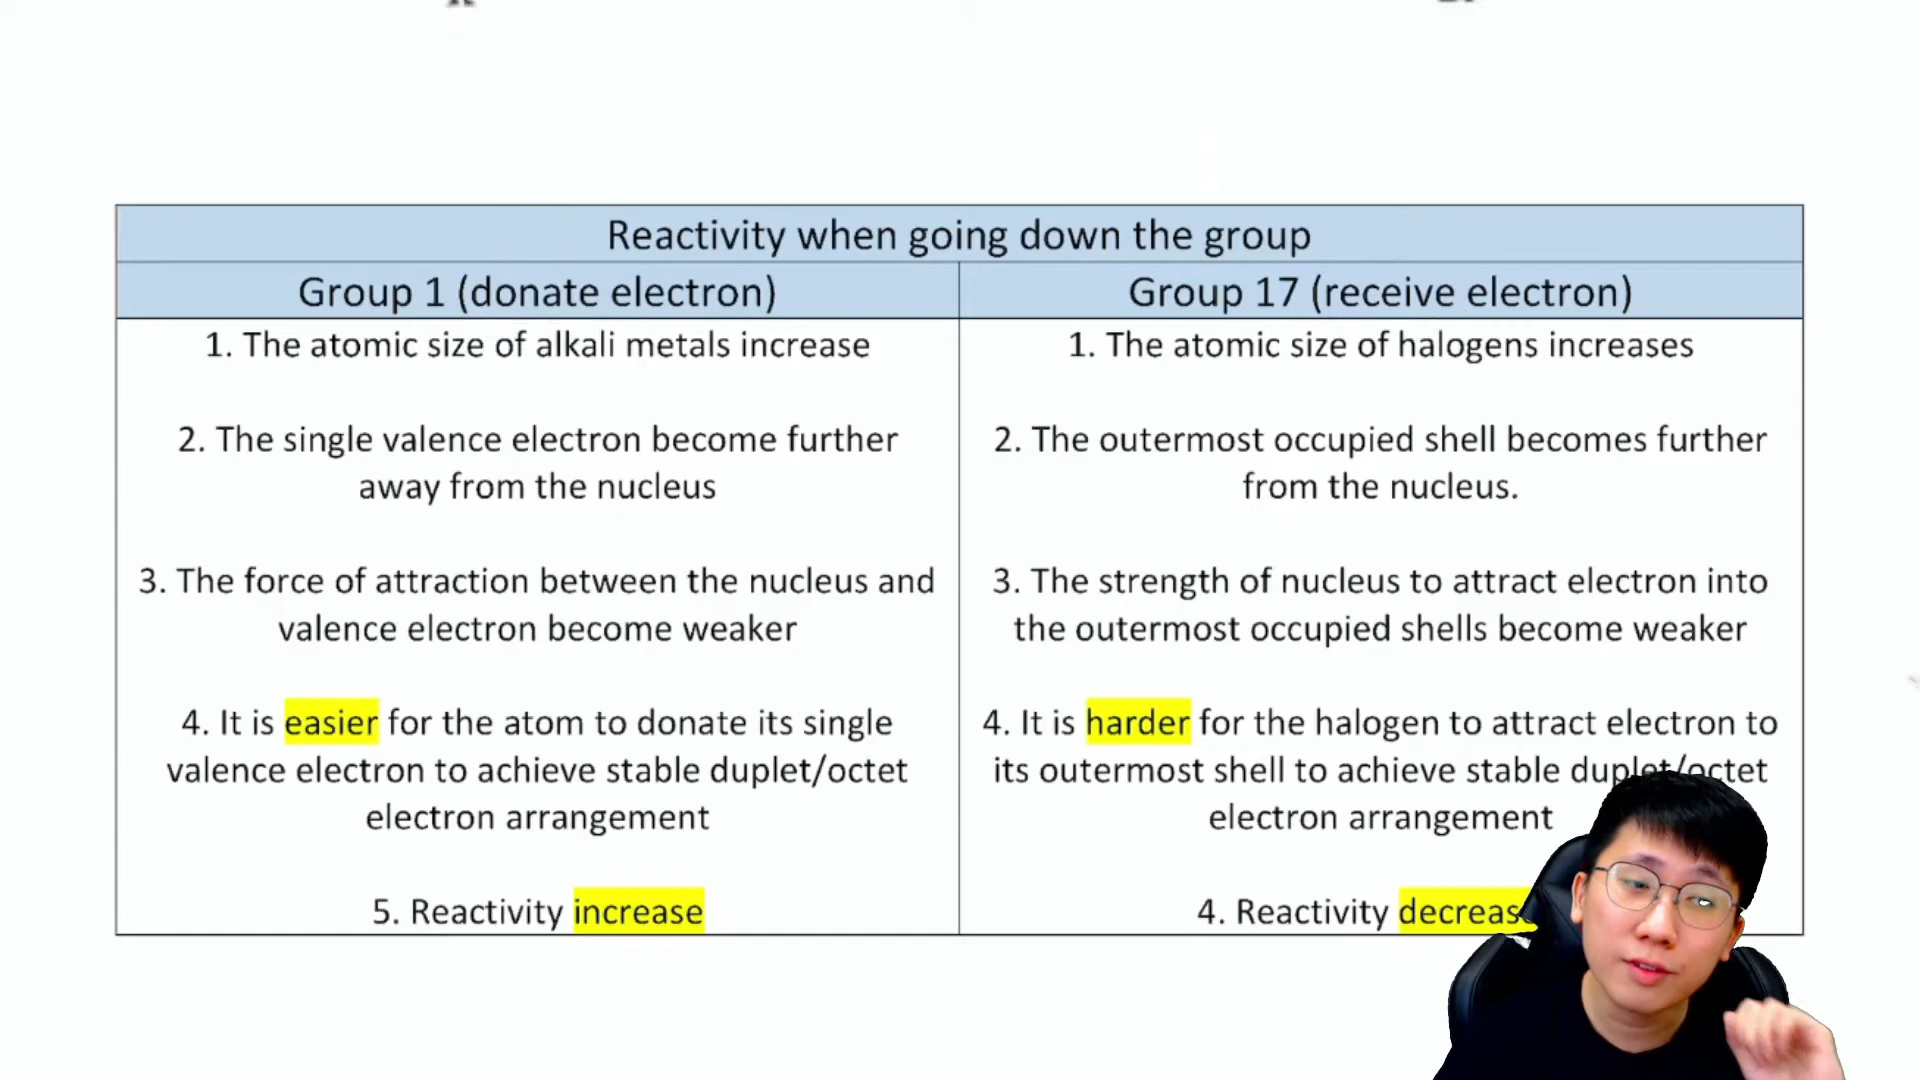 Reactivity when going down the group
Group 1 (donate electron)
Group 17 (receive electron)
1. The atomic size of alkali metals increase
2. The single valence electron become further
away from the nucleus
3. The force of attraction between the nucleus and
valence electron become weaker
4. It is easier for the atom to donate its single
valence electron to achieve stable duplet/octet
electron arrangement
5. Reactivity increase
1. The atomic size of halogens increases
2. The outermost occupied shell becomes further
from the nucleus.
3. The strength of nucleus to attract electron into
the outermost occupied shells become weaker
4. It is harder for the halogen to attract electron to
its outermost shell to achieve stable duplet/octet
electron arrangement
4. Reactivity decrease